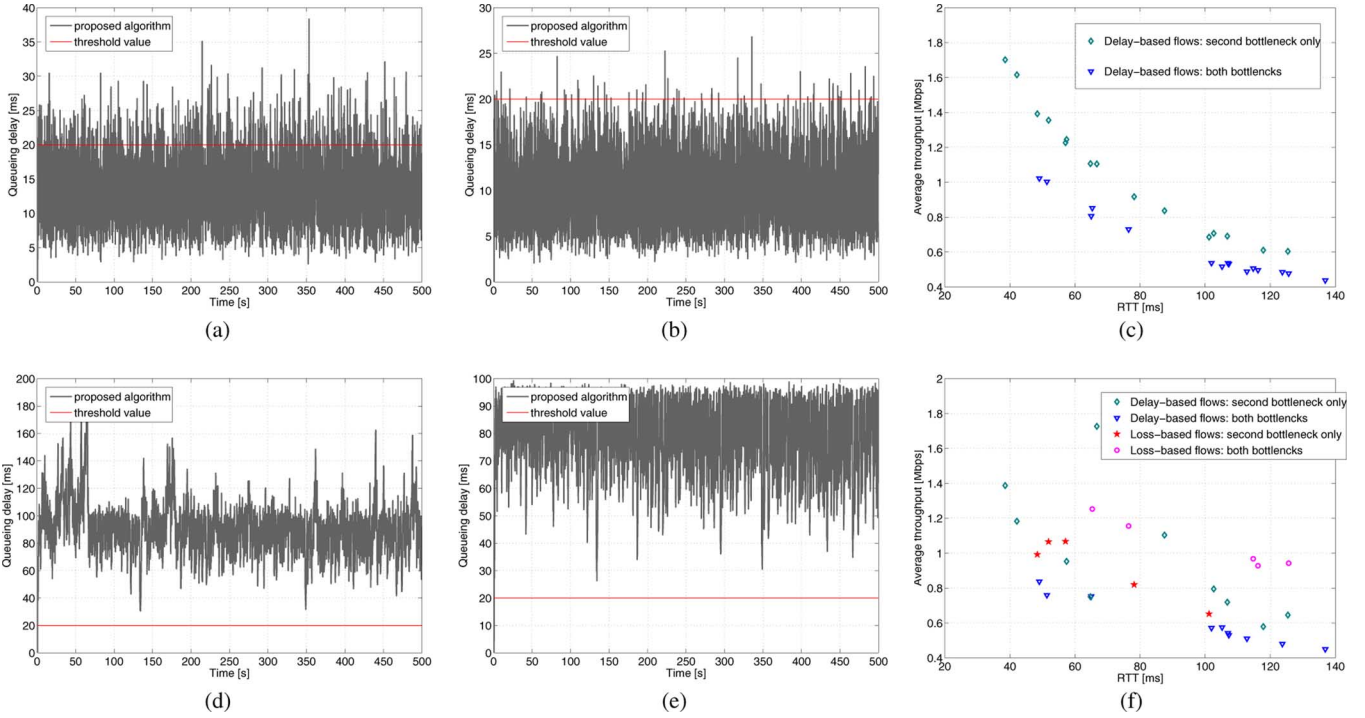 40
35
30
25
20
15
10
5
0
Queueing delay [ms]
proposed algorithm
threshold value
0 50 100 150 200 250 300 350 400 450 500
Time [s]
(a)
30
25
20
15
10
5
0
Queueing delay [ms]
proposed algorithm
threshold value
0 50 100 150 200 250 300 350 400 450 500
Time [s]
(b)
2
1.8
1.6
1.4
1.2
1
0.8
0.6
0.4
Average throughput [Mbps]
Delay-based flows: second bottleneck only
Delay-based flows: both bottlencks
20 40 60 80 100 120 140
RTT [ms]
(c)
200
180
160
140
120
100
80
60
40
20
0
Queueing delay [ms]
proposed algorithm
threshold value
0 50 100 150 200 250 300 350 400 450 500
Time [s]
(d)
100
90
80
70
60
50
40
30
20
10
0
Queueing delay [ms]
proposed algorithm
threshold value
0 50 100 150 200 250 300 350 400 450 500
Time [s]
(e)
2
1.8
1.6
1.4
1.2
1
0.8
0.6
0.4
Average throughput [Mbps]
Delay-based flows: second bottleneck only
Delay-based flows: both bottlencks
Loss-based flows: second bottleneck only
Loss-based flows: both bottlencks
20 40 60 80 100 120 140
RTT [ms]
(f)